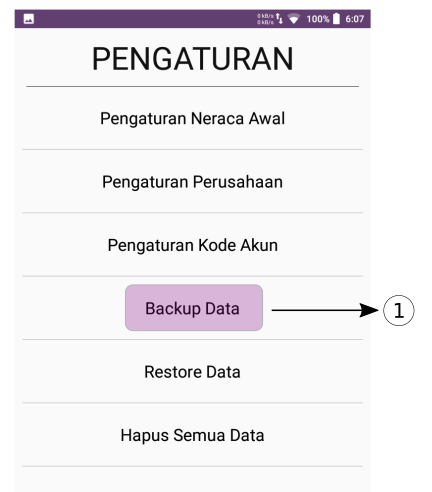 0 kB/s
0 kB/s
100%
6:07
PENGATURAN
Pengaturan Neraca Awal
Pengaturan Perusahaan
Pengaturan Kode Akun
Backup Data
1
Restore Data
Hapus Semua Data